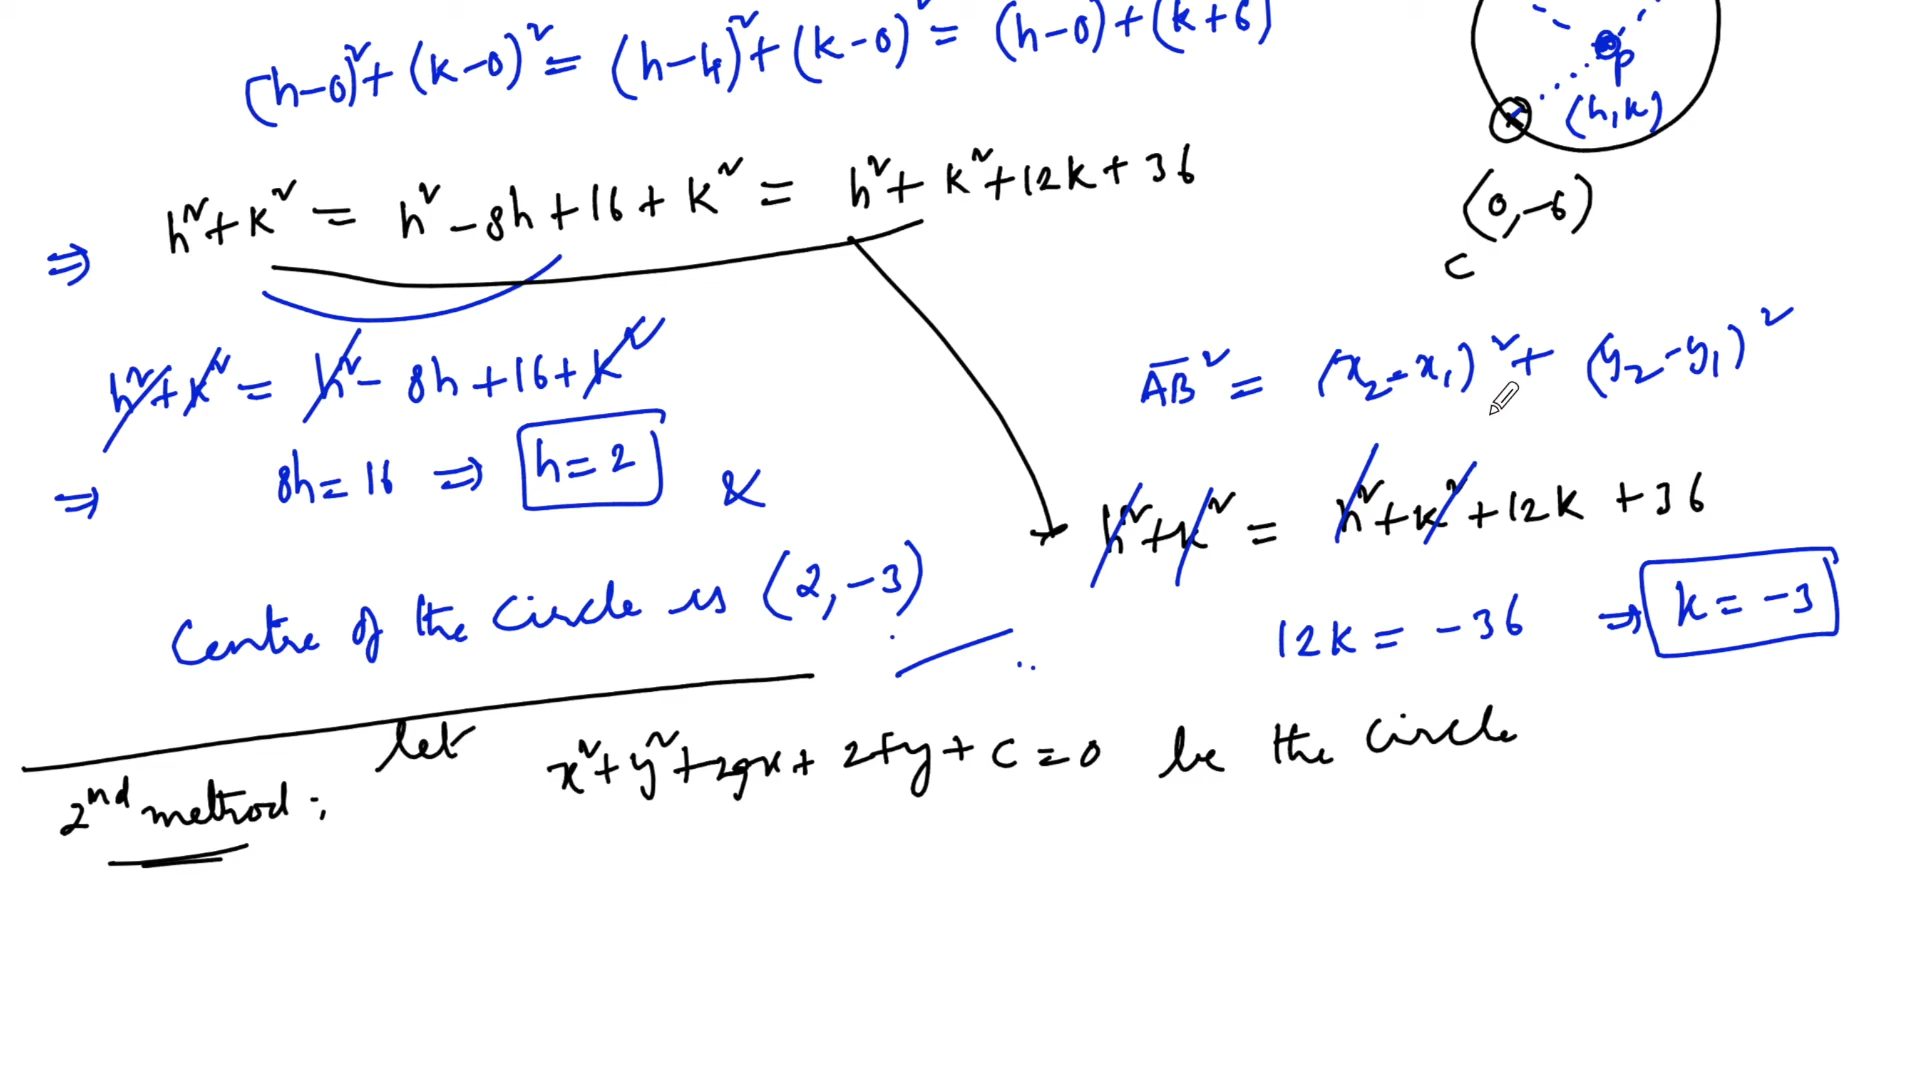 (h-0)²+(k-0)² = (h-4)²+(k-0)² = (h-0)+(k+6)
p
(h,k)
⇒ h²+k² = h²-8h+16+k² = h²+k²+12k+36
(0,-6)
C
h²+k² = h²-8h+16+k²
AB² = (x₂-x₁)²+(y₂-y₁)²
⇒ 8h=16 ⇒ h=2 &
h²+k² = h²+k²+12k+36
Centre of the circle is (2,-3)
12k = -36 ⇒ k=-3
let x²+y²+2gx+2fy+c=0 be the circle
2nd method: